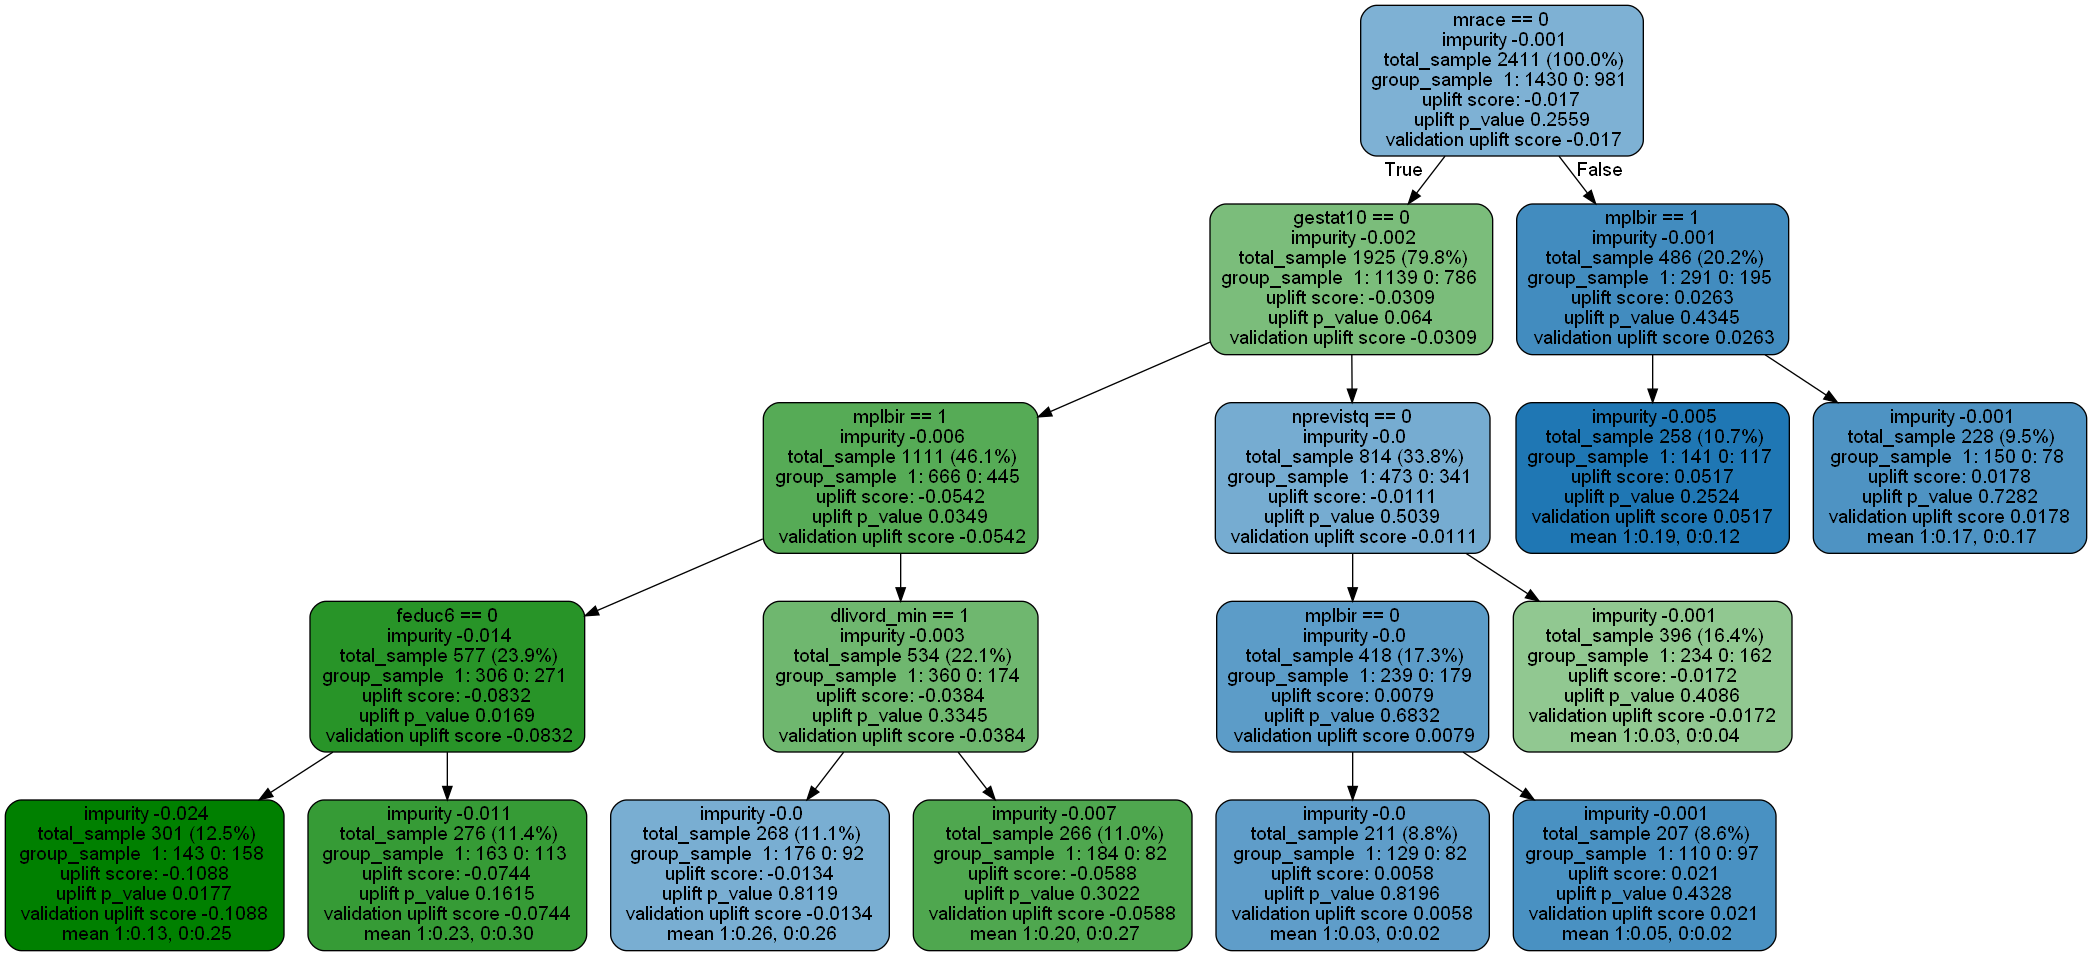 mrace == 0
impurity -0.001
total_sample 2411 (100.0%)
group_sample  1: 1430 0: 981
uplift score: -0.017
uplift p_value 0.2559
validation uplift score -0.017
True
False
gestat10 == 0
impurity -0.002
total_sample 1925 (79.8%)
group_sample  1: 1139 0: 786
uplift score: -0.0309
uplift p_value 0.064
validation uplift score -0.0309
mplbir == 1
impurity -0.001
total_sample 486 (20.2%)
group_sample  1: 291 0: 195
uplift score: 0.0263
uplift p_value 0.4345
validation uplift score 0.0263
mplbir == 1
impurity -0.006
total_sample 1111 (46.1%)
group_sample  1: 666 0: 445
uplift score: -0.0542
uplift p_value 0.0349
validation uplift score -0.0542
nprevistq == 0
impurity -0.0
total_sample 814 (33.8%)
group_sample  1: 473 0: 341
uplift score: -0.0111
uplift p_value 0.5039
validation uplift score -0.0111
impurity -0.005
total_sample 258 (10.7%)
group_sample  1: 141 0: 117
uplift score: 0.0517
uplift p_value 0.2524
validation uplift score 0.0517
mean 1:0.19, 0:0.12
impurity -0.001
total_sample 228 (9.5%)
group_sample  1: 150 0: 78
uplift score: 0.0178
uplift p_value 0.7282
validation uplift score 0.0178
mean 1:0.17, 0:0.17
feduc6 == 0
impurity -0.014
total_sample 577 (23.9%)
group_sample  1: 306 0: 271
uplift score: -0.0832
uplift p_value 0.0169
validation uplift score -0.0832
dlivord_min == 1
impurity -0.003
total_sample 534 (22.1%)
group_sample  1: 360 0: 174
uplift score: -0.0384
uplift p_value 0.3345
validation uplift score -0.0384
mplbir == 0
impurity -0.0
total_sample 418 (17.3%)
group_sample  1: 239 0: 179
uplift score: 0.0079
uplift p_value 0.6832
validation uplift score 0.0079
impurity -0.001
total_sample 396 (16.4%)
group_sample  1: 234 0: 162
uplift score: -0.0172
uplift p_value 0.4086
validation uplift score -0.0172
mean 1:0.03, 0:0.04
impurity -0.024
total_sample 301 (12.5%)
group_sample  1: 143 0: 158
uplift score: -0.1088
uplift p_value 0.0177
validation uplift score -0.1088
mean 1:0.13, 0:0.25
impurity -0.011
total_sample 276 (11.4%)
group_sample  1: 163 0: 113
uplift score: -0.0744
uplift p_value 0.1615
validation uplift score -0.0744
mean 1:0.23, 0:0.30
impurity -0.0
total_sample 268 (11.1%)
group_sample  1: 176 0: 92
uplift score: -0.0134
uplift p_value 0.8119
validation uplift score -0.0134
mean 1:0.26, 0:0.26
impurity -0.007
total_sample 266 (11.0%)
group_sample  1: 184 0: 82
uplift score: -0.0588
uplift p_value 0.3022
validation uplift score -0.0588
mean 1:0.20, 0:0.27
impurity -0.0
total_sample 211 (8.8%)
group_sample  1: 129 0: 82
uplift score: 0.0058
uplift p_value 0.8196
validation uplift score 0.0058
mean 1:0.03, 0:0.02
impurity -0.001
total_sample 207 (8.6%)
group_sample  1: 110 0: 97
uplift score: 0.021
uplift p_value 0.4328
validation uplift score 0.021
mean 1:0.05, 0:0.02